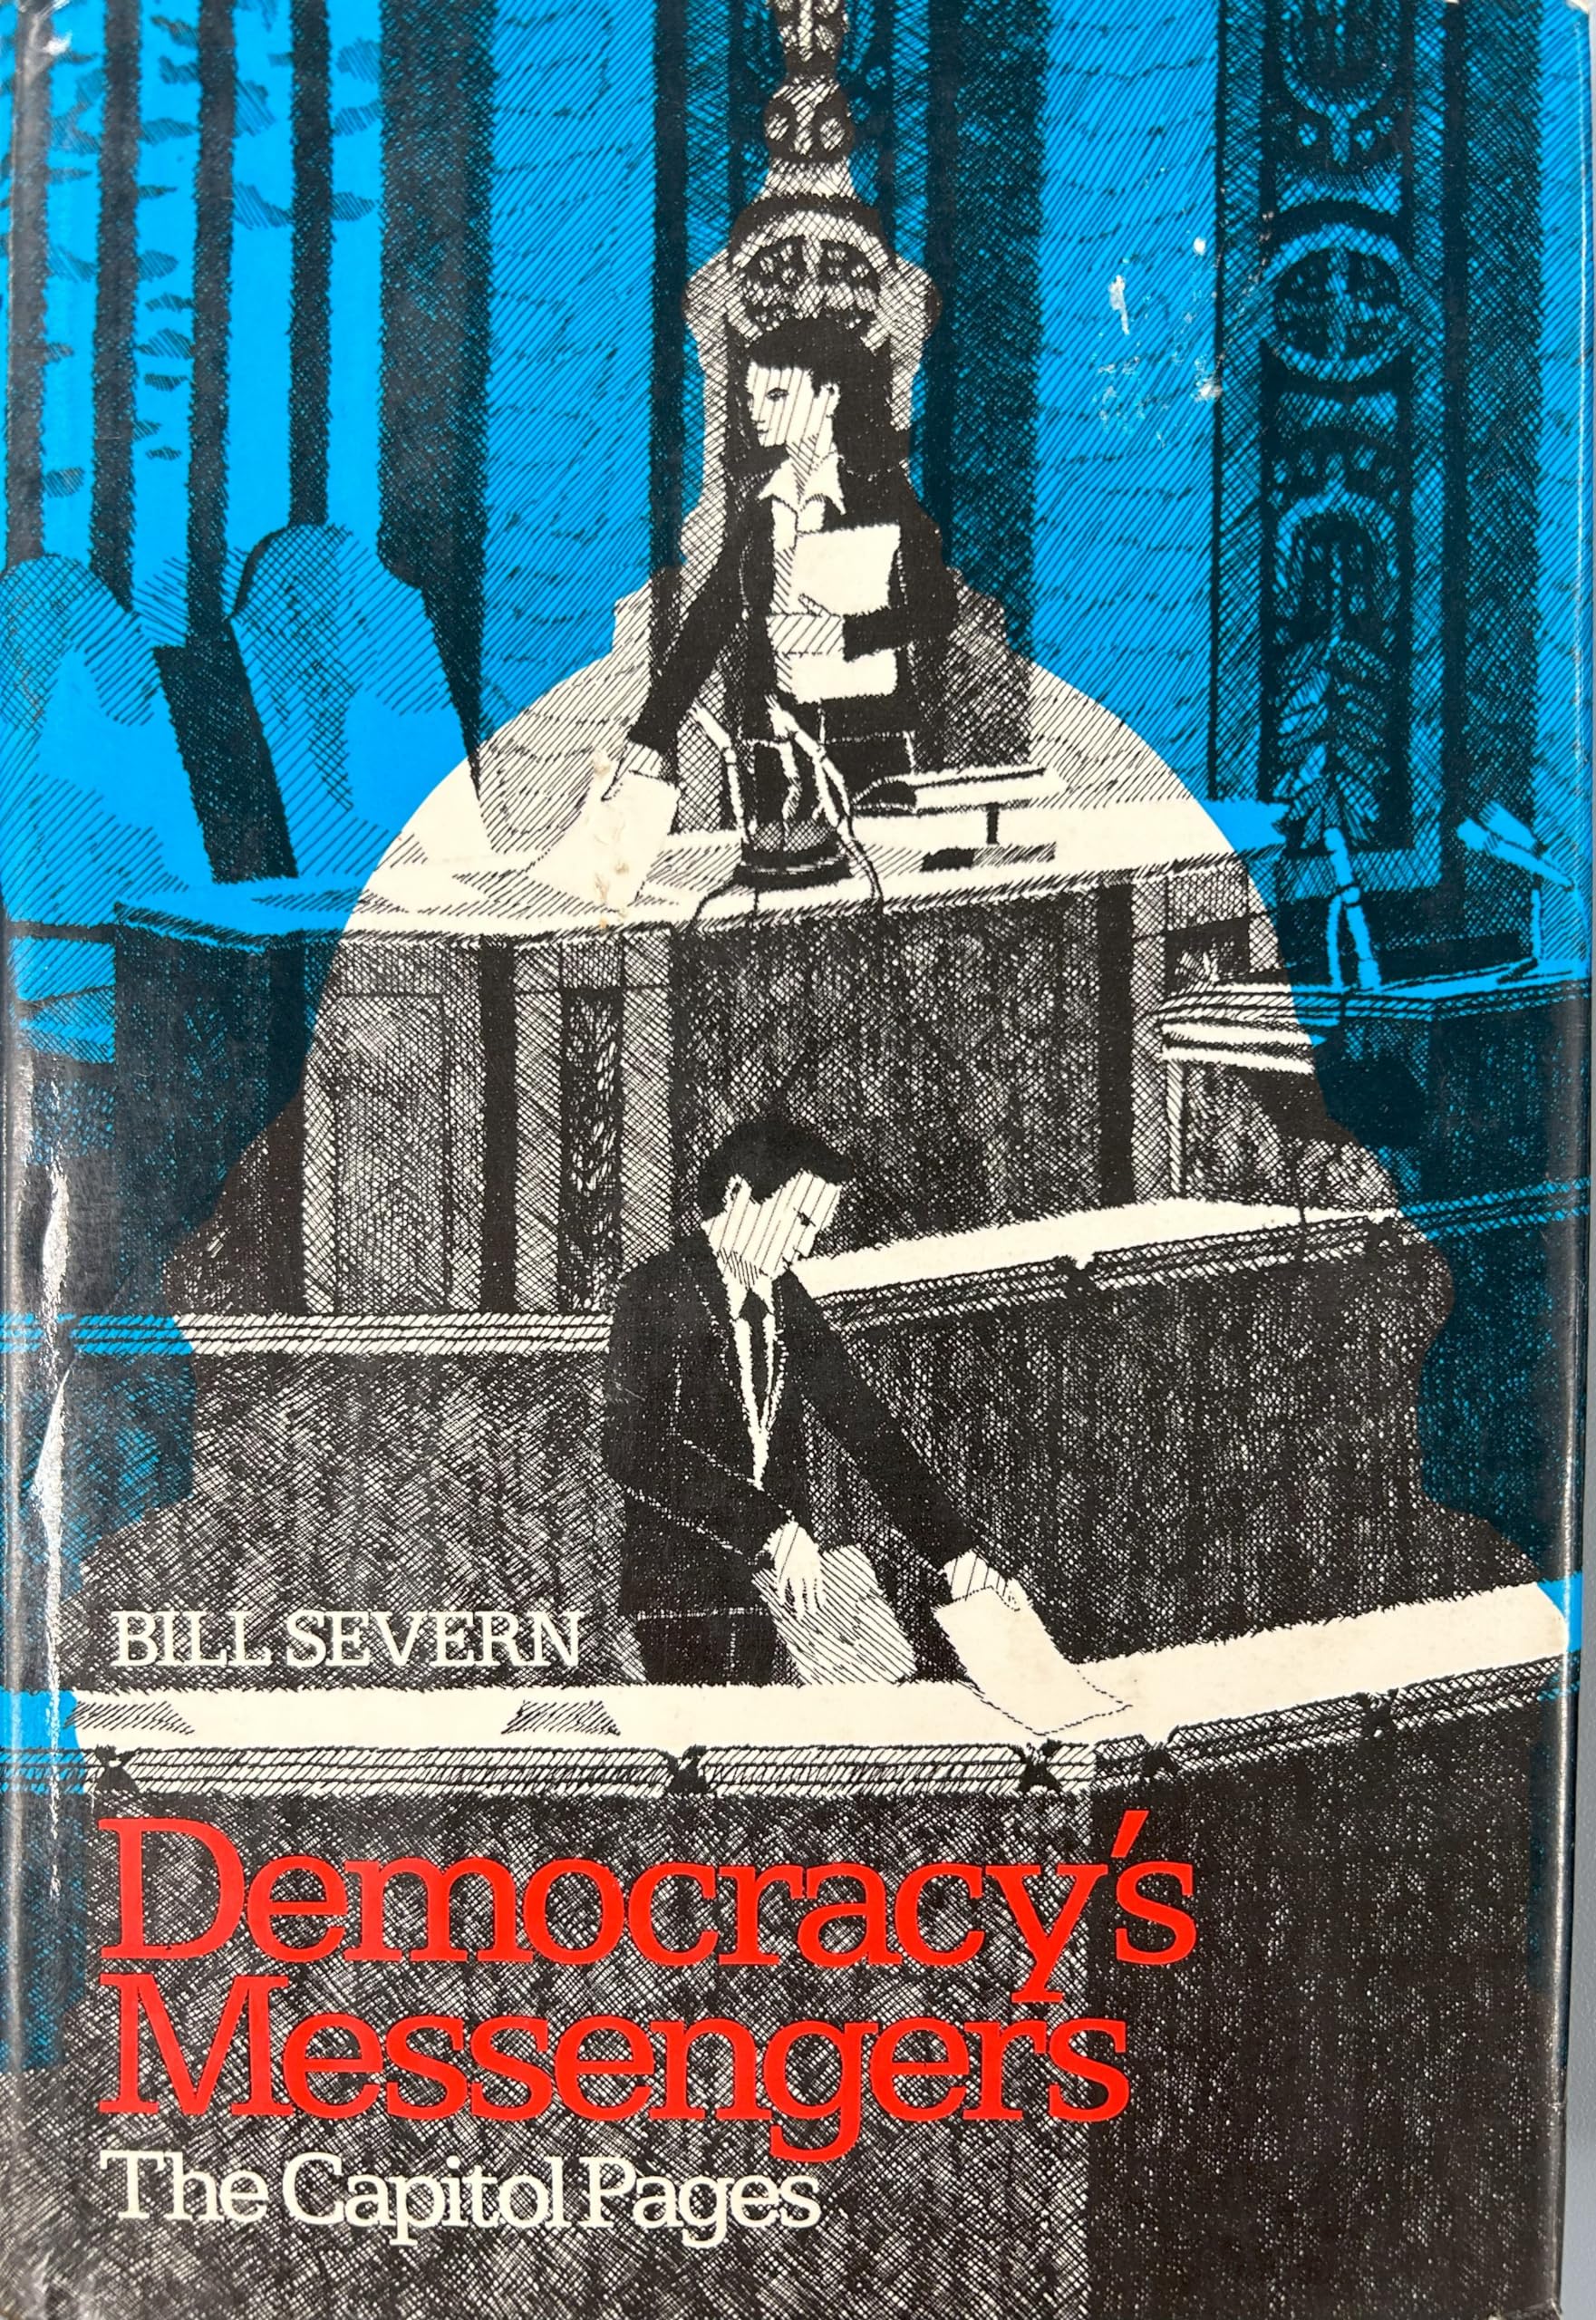 BILL SEVERN
Democracy's
Messengers
The Capitol Pages